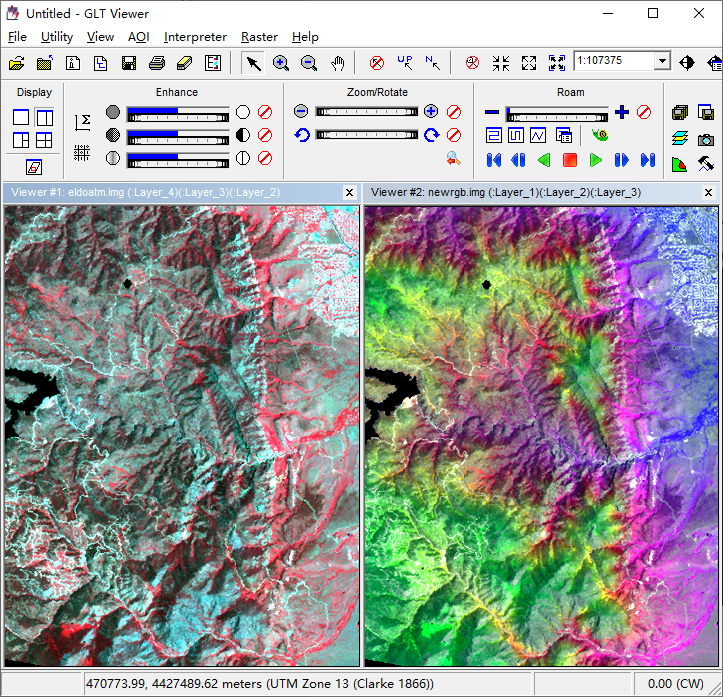 Untitled - GLT Viewer
File Utility View AOI Interpreter Raster Help
UP N 1:107375
Display Enhance Zoom/Rotate Roam
Viewer #1: eldoatm.img (:Layer_4)(:Layer_3)(:Layer_2) X
Viewer #2: newrgb.img (:Layer_1)(:Layer_2)(:Layer_3) X
470773.99, 4427489.62 meters (UTM Zone 13 (Clarke 1866)) 0.00 (CW)